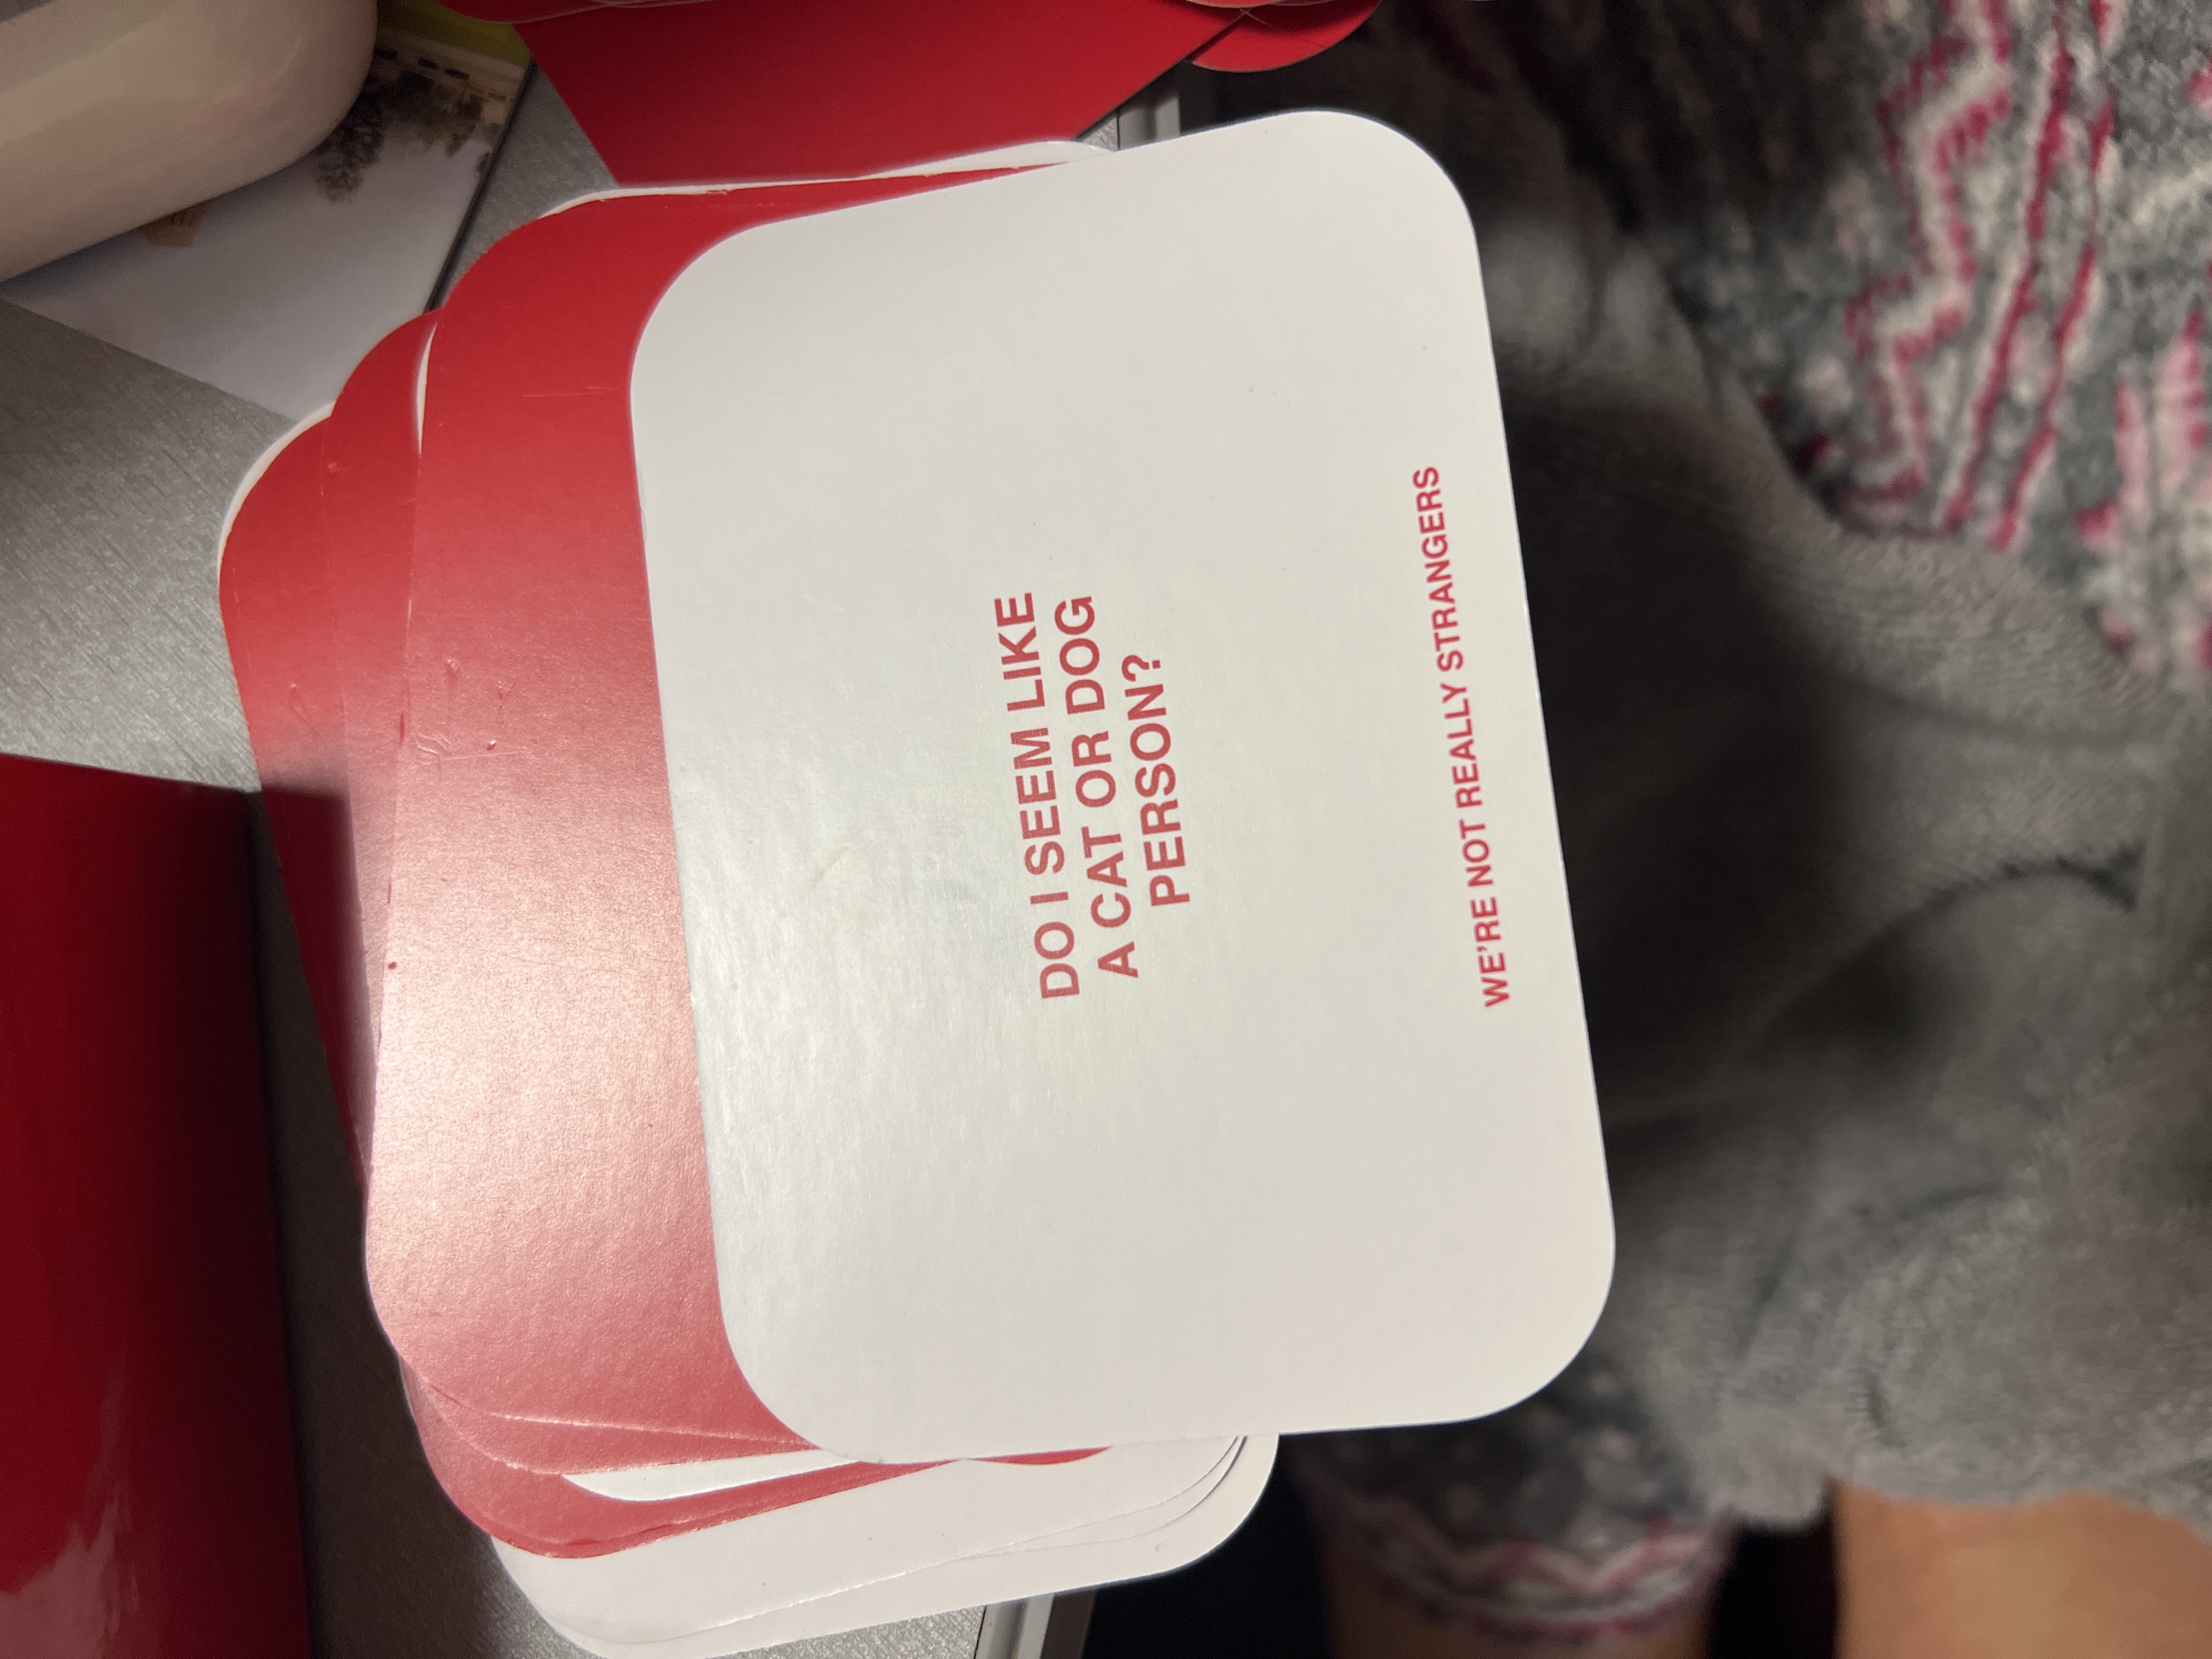 DO I SEEM LIKE
A CAT OR DOG
PERSON?
WE'RE NOT REALLY STRANGERS